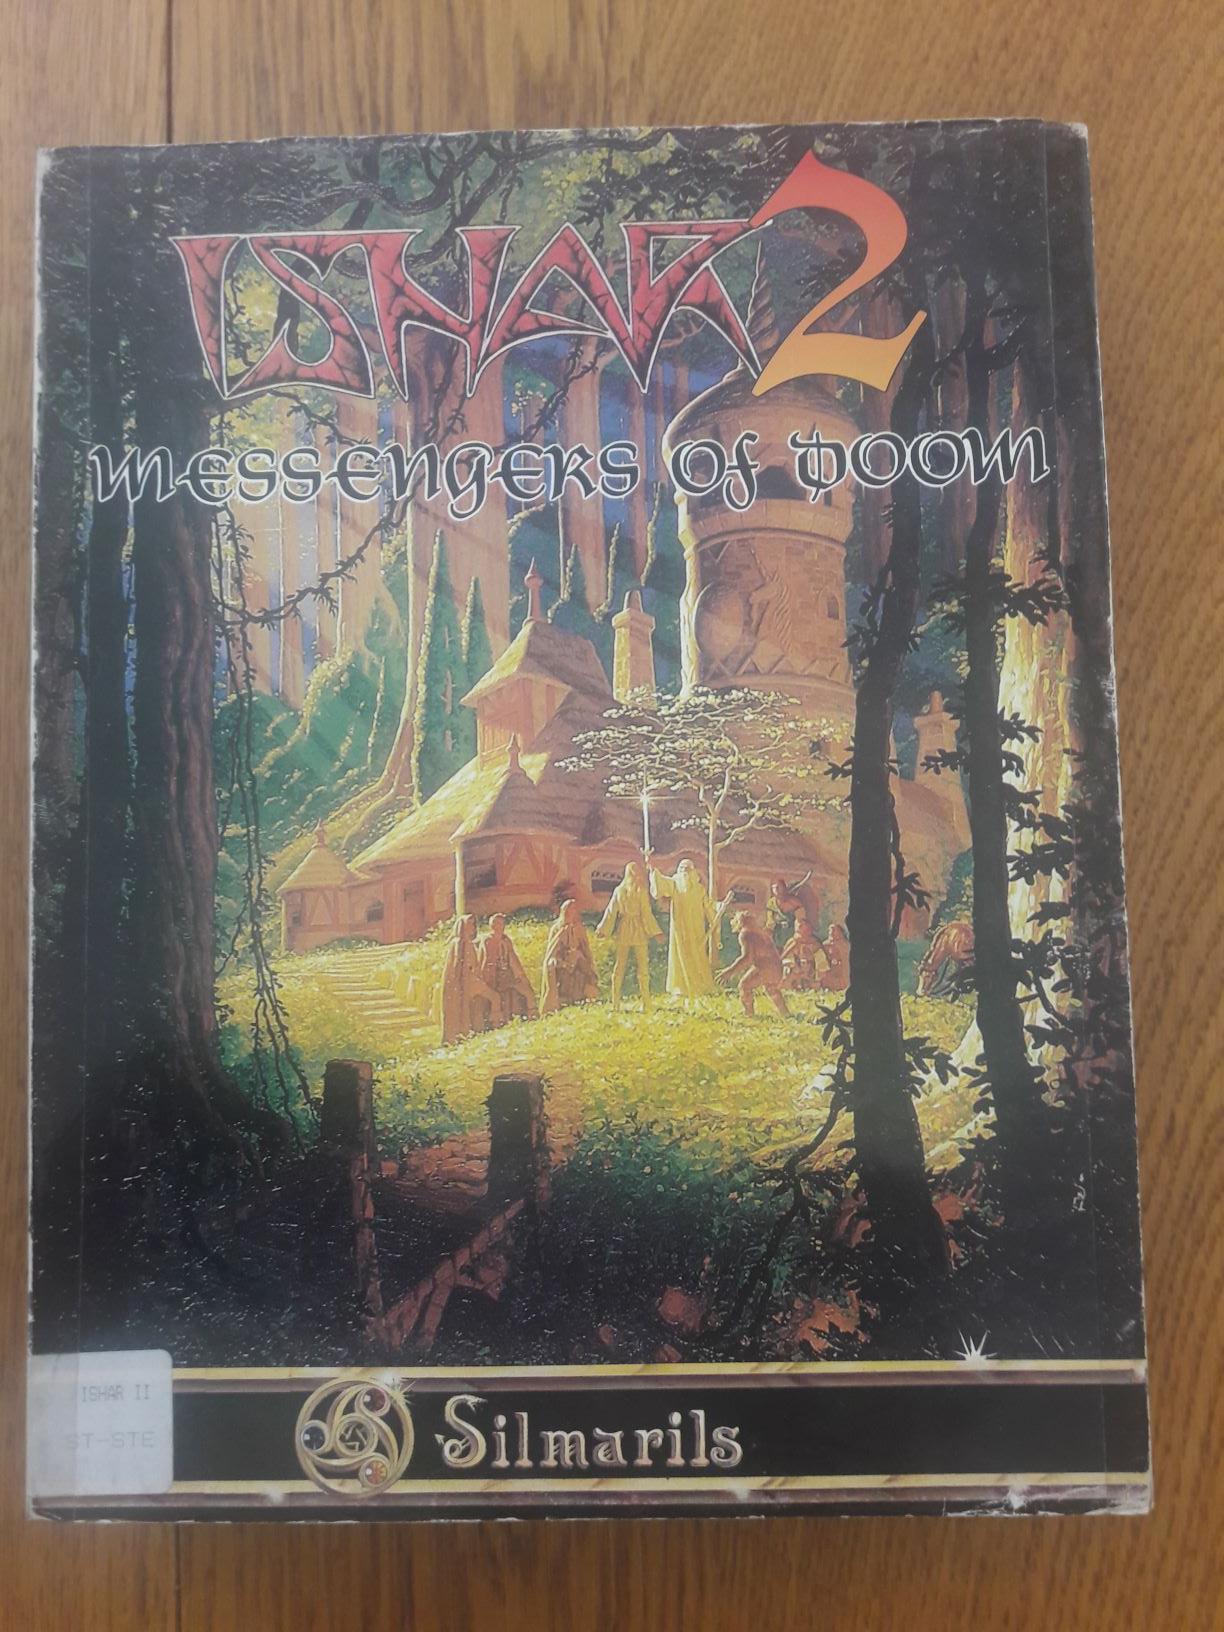 ISHAR 2
MESSENGERS OF DOOM
ISHAR II
ST-STE
Silmarils